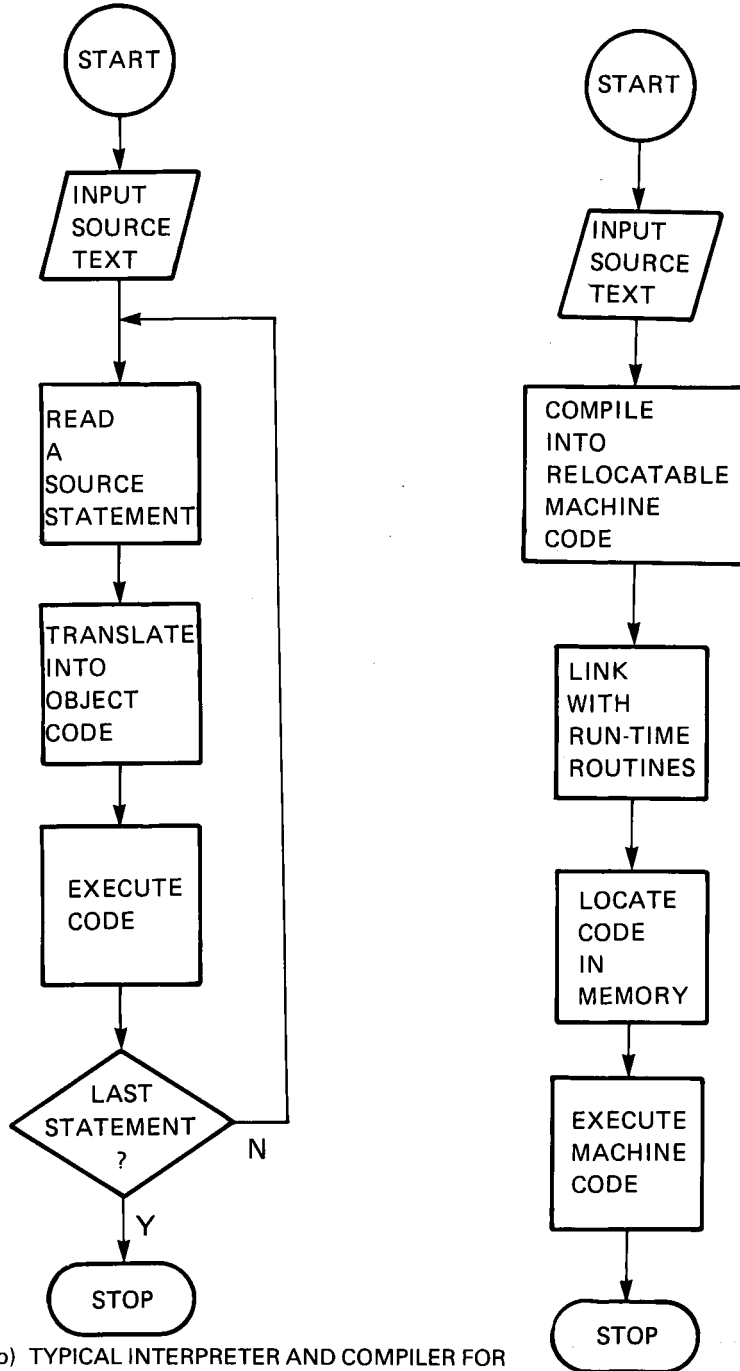 START
INPUT
SOURCE
TEXT
READ
A
SOURCE
STATEMENT
TRANSLATE
INTO
OBJECT
CODE
EXECUTE
CODE
LAST
STATEMENT
?
N
Y
STOP
START
INPUT
SOURCE
TEXT
COMPILE
INTO
RELOCATABLE
MACHINE
CODE
LINK
WITH
RUN-TIME
ROUTINES
LOCATE
CODE
IN
MEMORY
EXECUTE
MACHINE
CODE
STOP
TYPICAL INTERPRETER AND COMPILER FOR